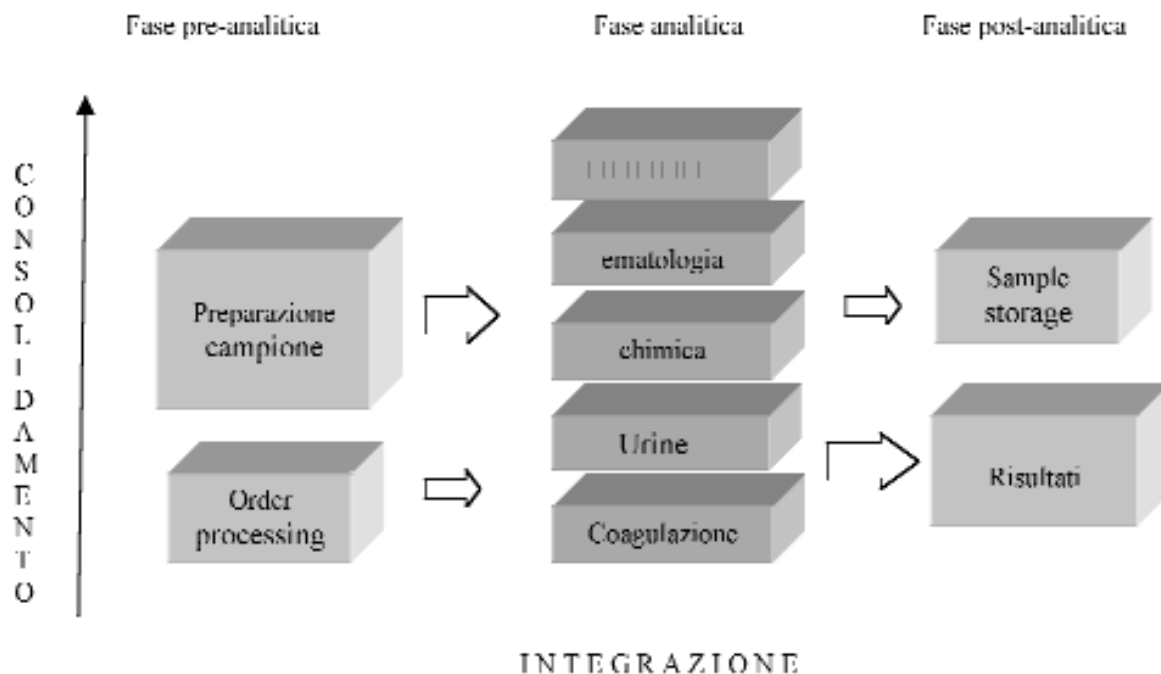 Fase pre-analitica
Fase analitica
Fase post-analitica
CONSOLIDAMENTO
Preparazione
campione
Order
processing
ematologia
chimica
Urine
Coagulazione
Sample
storage
Risultati
INTEGRAZIONE